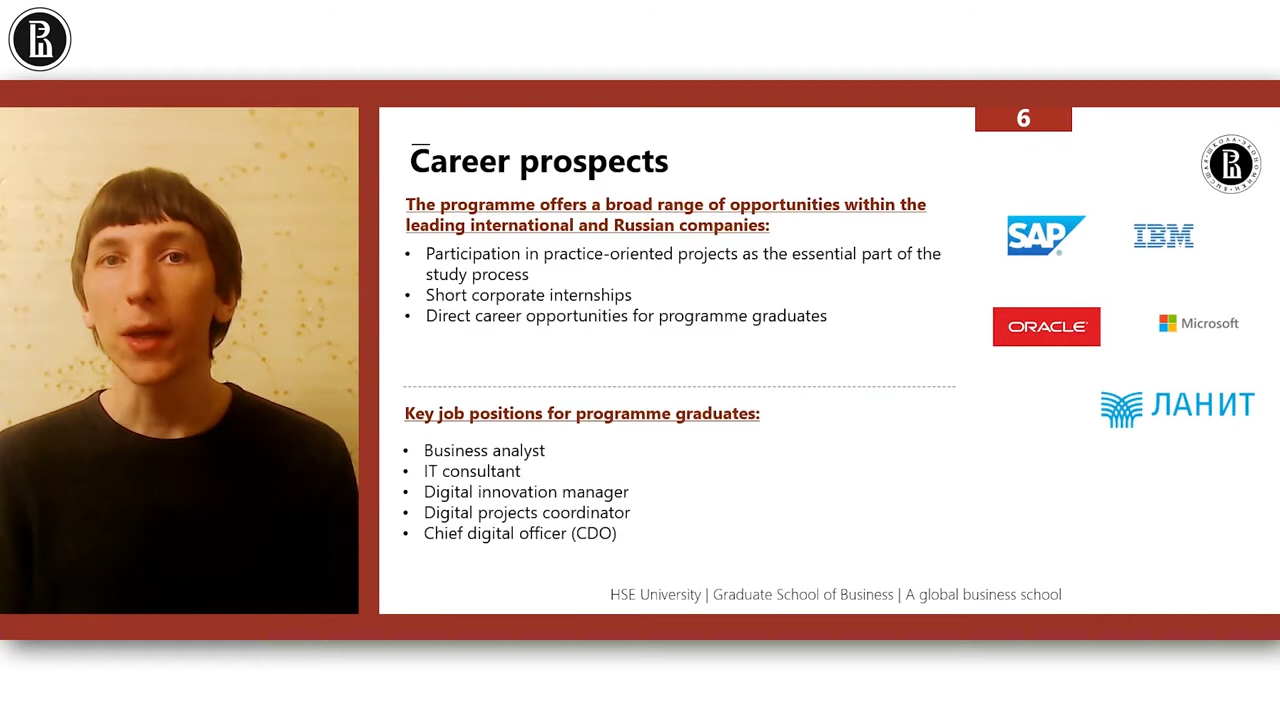 6
Career prospects
The programme offers a broad range of opportunities within the
leading international and Russian companies:
• Participation in practice-oriented projects as the essential part of the
study process
• Short corporate internships
• Direct career opportunities for programme graduates
Key job positions for programme graduates:
• Business analyst
• IT consultant
• Digital innovation manager
• Digital projects coordinator
• Chief digital officer (CDO)
HSE University | Graduate School of Business | A global business school
ВЫСШАЯ ШКОЛА ЭКОНОМИКИ
SAP®
IBM
ORACLE
Microsoft
ЛАНИТ